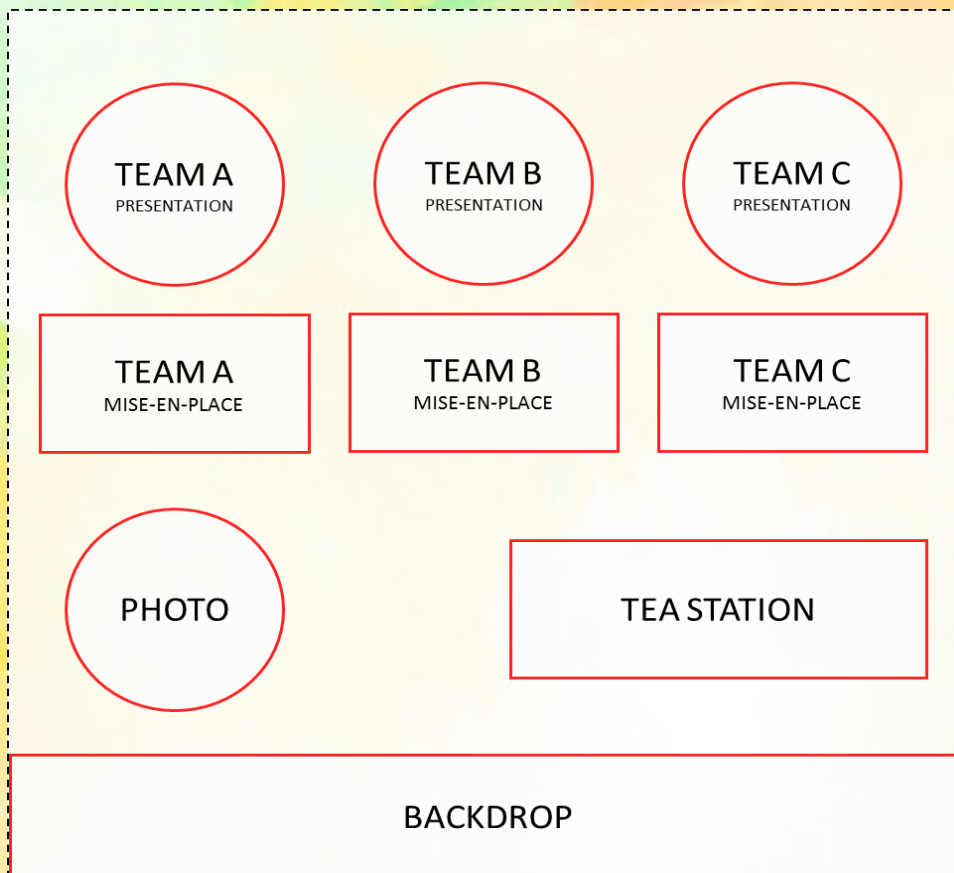 TEAM A
PRESENTATION
TEAM B
PRESENTATION
TEAM C
PRESENTATION
TEAM A
MISE-EN-PLACE
TEAM B
MISE-EN-PLACE
TEAM C
MISE-EN-PLACE
PHOTO
TEA STATION
BACKDROP